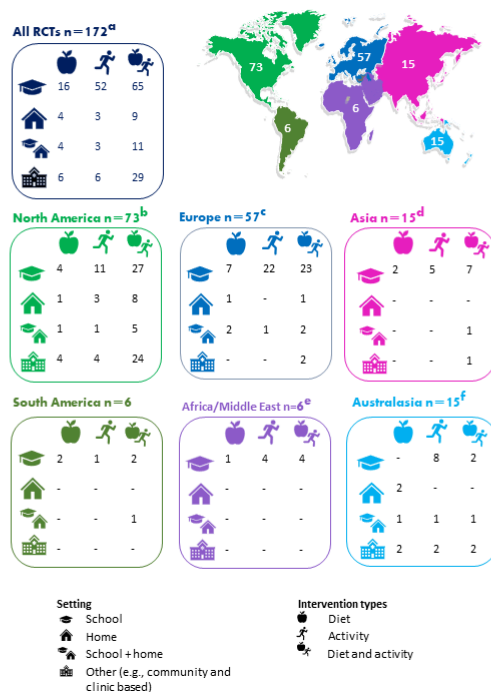 All RCTs n=172a
16 52 65
4 3 9
4 3 11
6 6 29
73
57
15
6
6
15
North America n=73b
4 11 27
1 3 8
1 1 5
4 4 24
Europe n=57c
7 22 23
1 - 1
2 1 2
- - 2
Asia n=15d
2 5 7
- - -
- - 1
- - 1
South America n=6
2 1 2
- - -
- - 1
- - -
Africa/Middle East n=6e
1 4 4
- - -
- - -
- - -
Australasia n=15f
- 8 2
2 - -
1 1 1
2 2 2
Setting
School
Home
School + home
Other (e.g., community and
clinic based)
Intervention types
Diet
Activity
Diet and activity